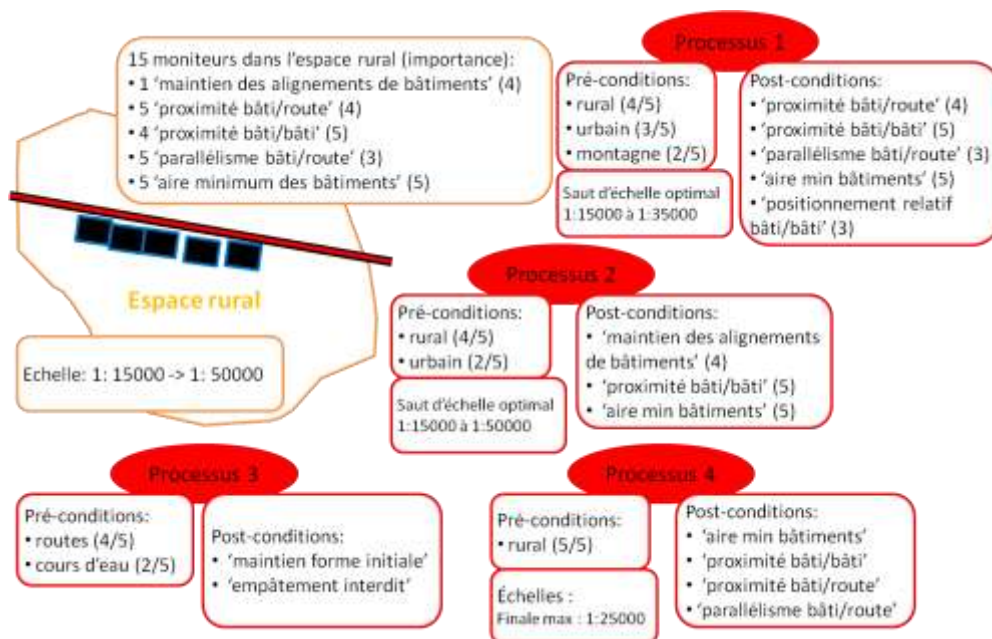 15 moniteurs dans l'espace rural (importance):
• 1 'maintien des alignements de bâtiments' (4)
• 5 'proximité bâti/route' (4)
• 4 'proximité bâti/bâti' (5)
• 5 'parallélisme bâti/route' (3)
• 5 'aire minimum des bâtiments' (5)
Espace rural
Echelle: 1: 15000 -> 1: 50000
Processus 1
Pré-conditions:
• rural (4/5)
• urbain (3/5)
• montagne (2/5)
Saut d'échelle optimal
1:15000 à 1:35000
Post-conditions:
• 'proximité bâti/route' (4)
• 'proximité bâti/bâti' (5)
• 'parallélisme bâti/route' (3)
• 'aire min bâtiments' (5)
• 'positionnement relatif
bâti/bâti' (3)
Processus 2
Pré-conditions:
• rural (4/5)
• urbain (2/5)
Saut d'échelle optimal
1:15000 à 1:50000
Post-conditions:
• 'maintien des alignements
de bâtiments' (4)
• 'proximité bâti/bâti' (5)
• 'aire min bâtiments' (5)
Processus 3
Pré-conditions:
• routes (4/5)
• cours d'eau (2/5)
Post-conditions:
• 'maintien forme initiale'
• 'empâtement interdit'
Processus 4
Pré-conditions:
• rural (5/5)
Échelles :
Finale max : 1:25000
Post-conditions:
• 'aire min bâtiments'
• 'proximité bâti/bâti'
• 'proximité bâti/route'
• 'parallélisme bâti/route'